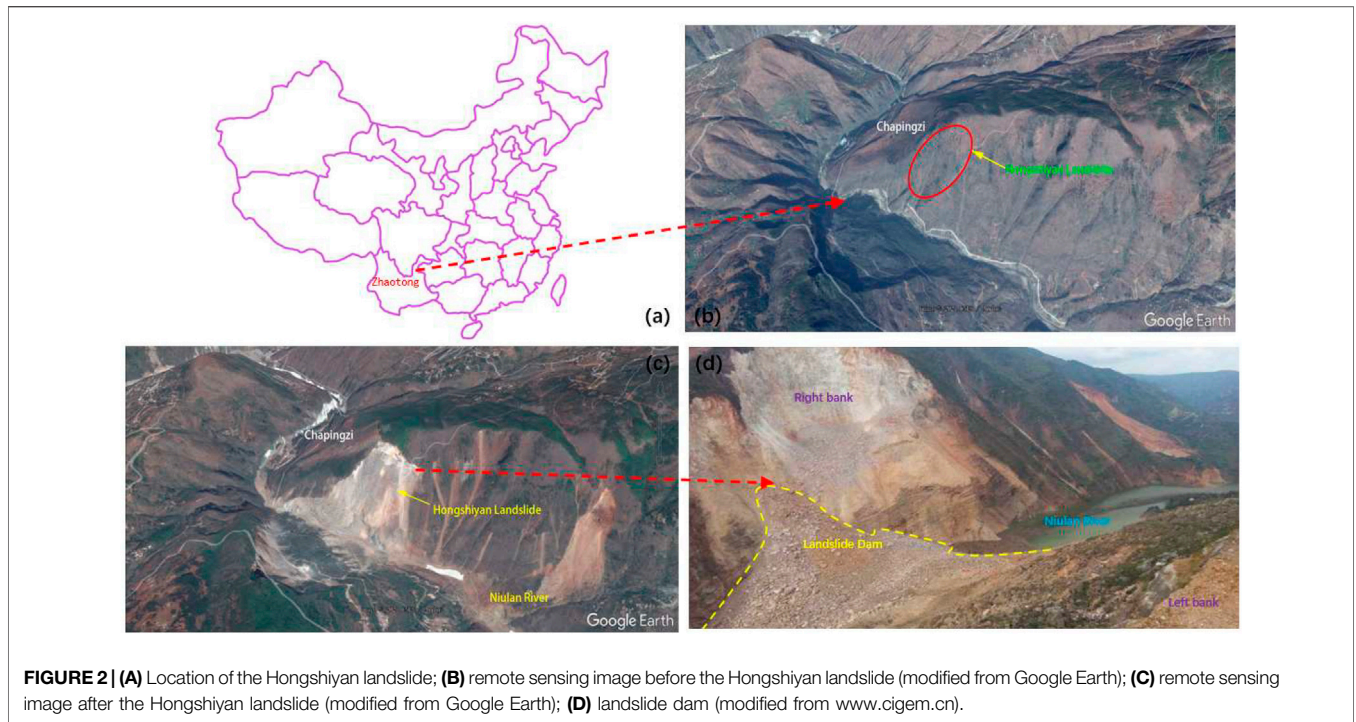 Zhaotong
(a)
Chapingzi
Hongshiyan Landslide
(b)
Google Earth
(c)
Chapingzi
Hongshiyan Landslide
Niulan River
Google Earth
(d)
Right bank
Niulan River
Landslide Dam
Left bank
FIGURE 2 | (A) Location of the Hongshiyan landslide; (B) remote sensing image before the Hongshiyan landslide (modified from Google Earth); (C) remote sensing
image after the Hongshiyan landslide (modified from Google Earth); (D) landslide dam (modified from www.cigem.cn).